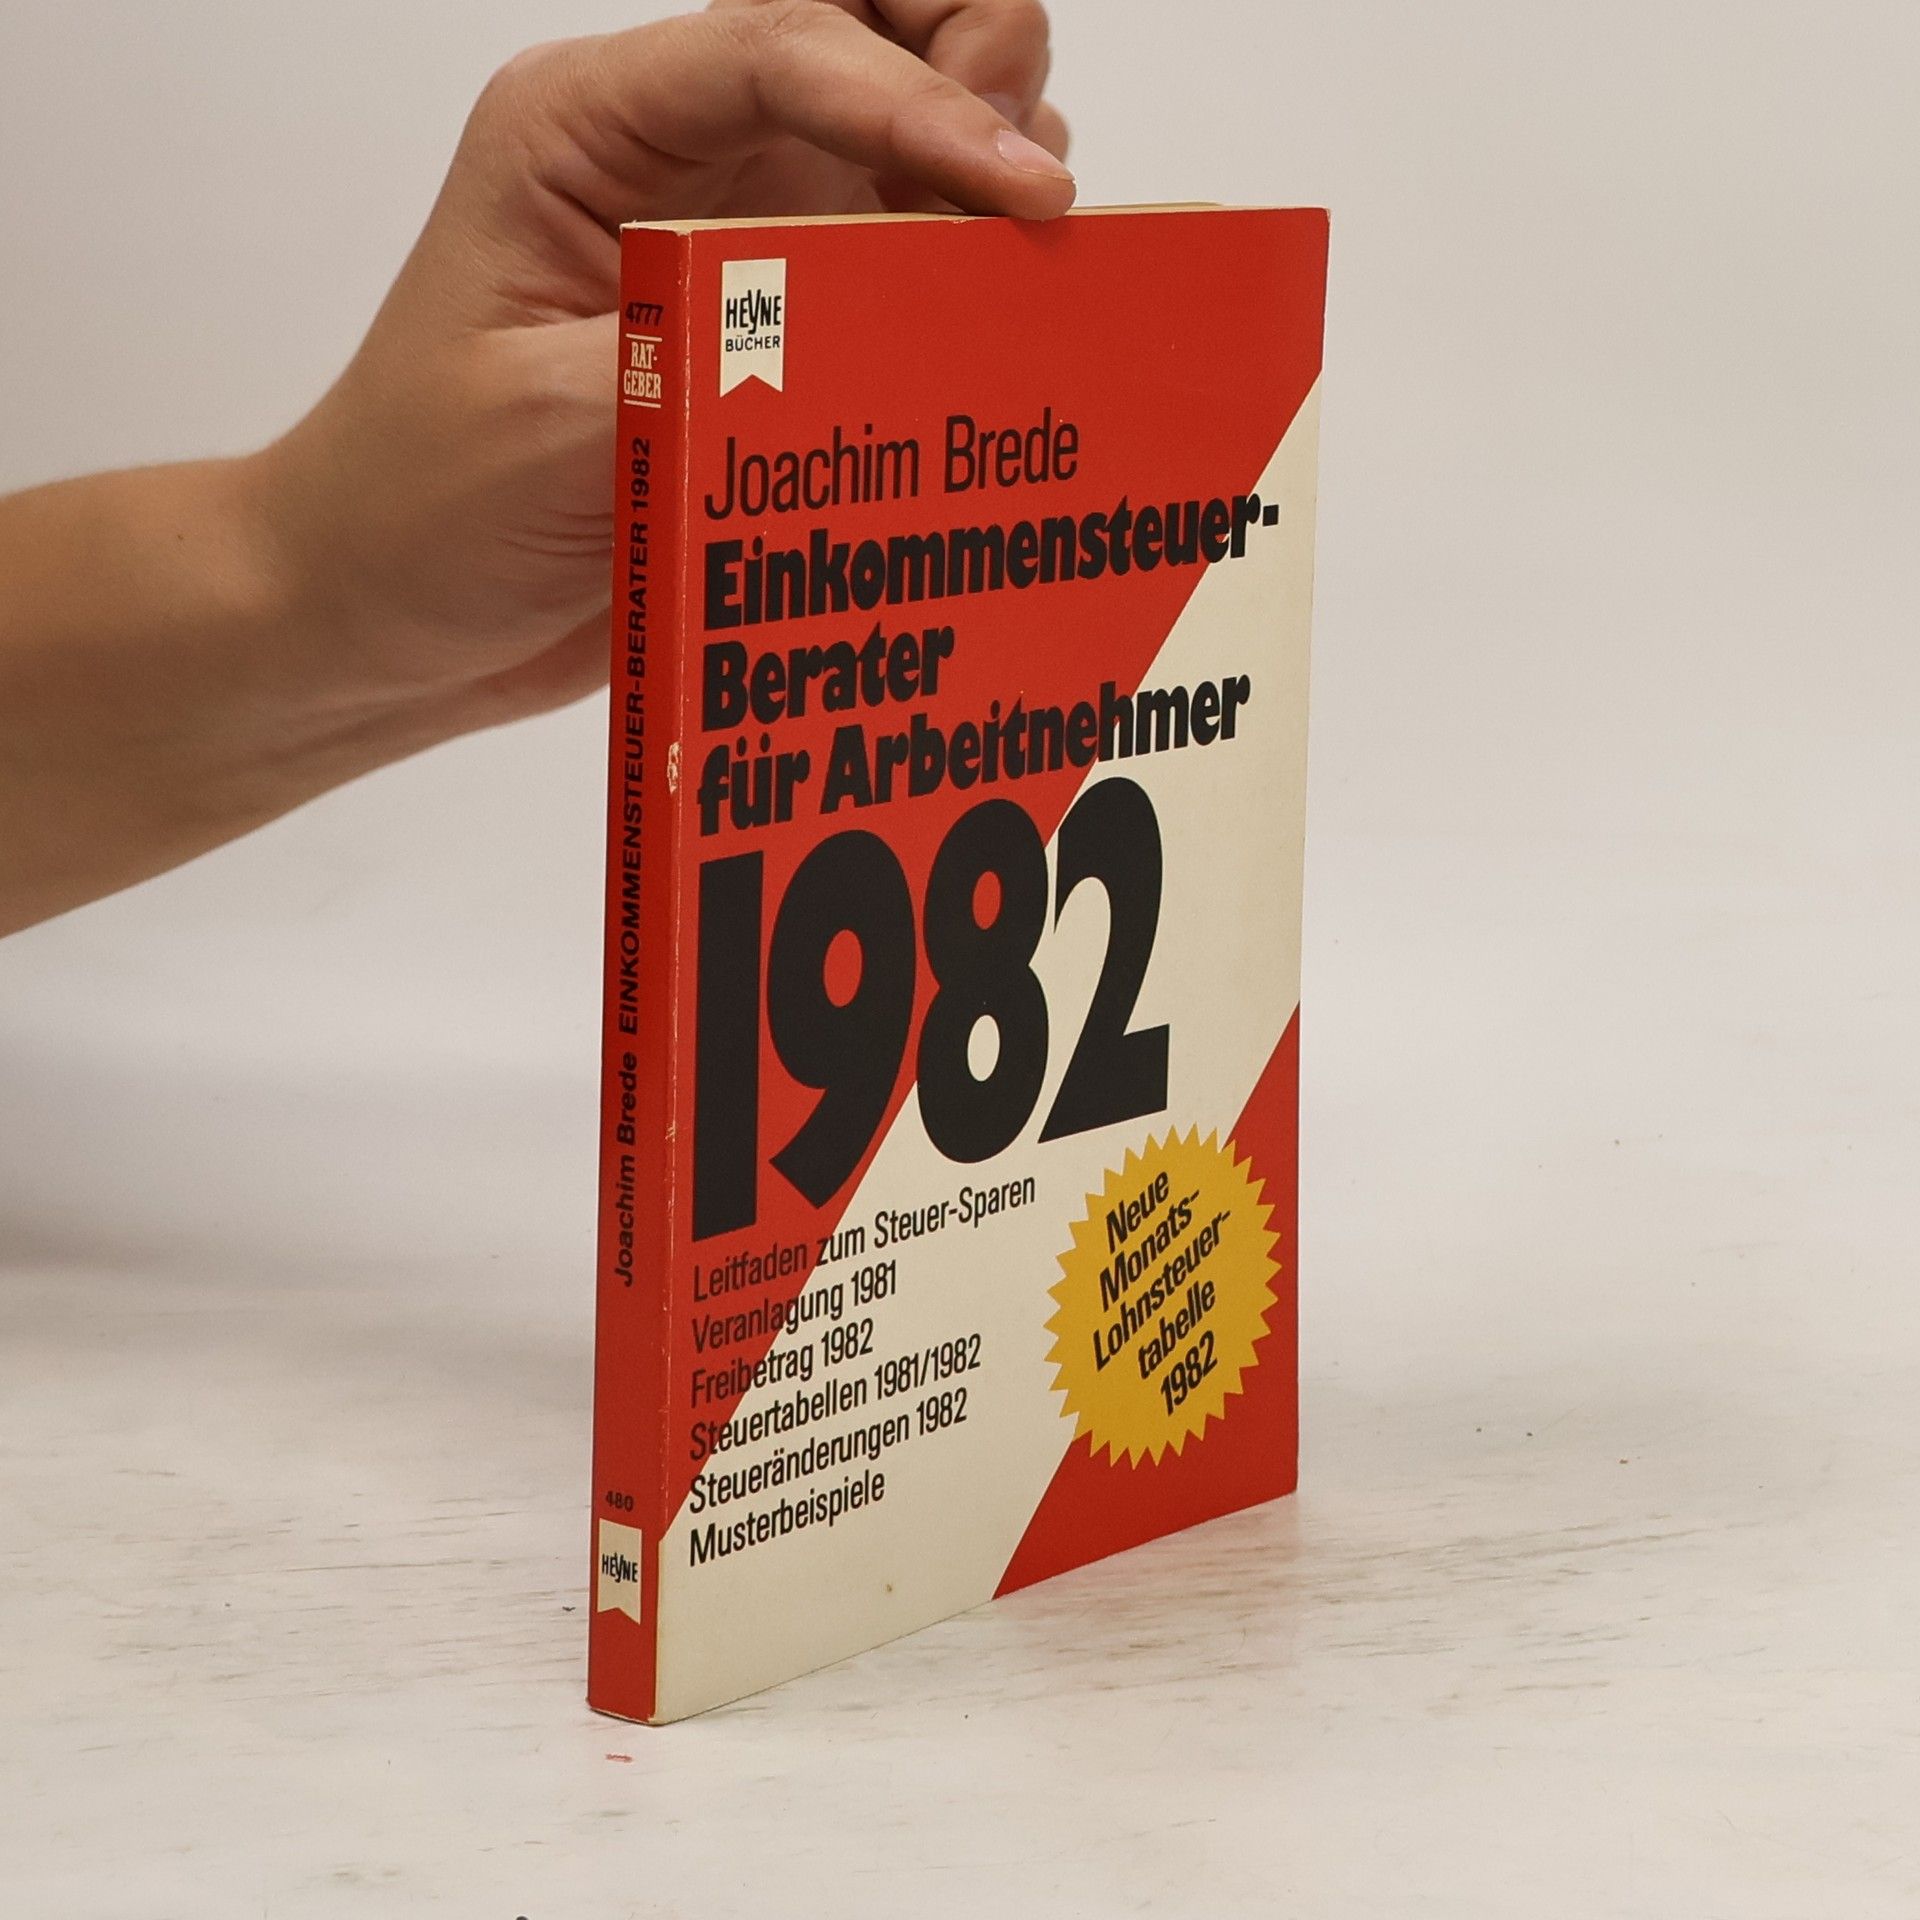 4777
RAT-
GEBER
Joachim Brede EINKOMMENSTEUER-BERATER 1982
480
HEYNE
HEYNE
BÜCHER
Joachim Brede
Einkommensteuer-
Berater
für Arbeitnehmer
1982
Leitfaden zum Steuer-Sparen
Veranlagung 1981
Freibetrag 1982
Steuertabellen 1981/1982
Steueränderungen 1982
Musterbeispiele
Neue
Monats-
Lohnsteuer-
tabelle
1982